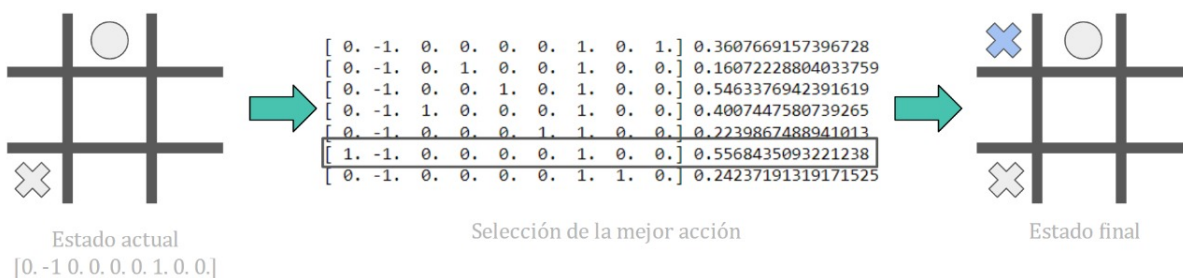 [ 0. -1. 0. 0. 0. 0. 1. 0. 1.] 0.3607669157396728
[ 0. -1. 0. 1. 0. 0. 1. 0. 0.] 0.16072228804033759
[ 0. -1. 0. 0. 1. 0. 1. 0. 0.] 0.5463376942391619
[ 0. -1. 1. 0. 0. 0. 1. 0. 0.] 0.4007447580739265
[ 0. -1. 0. 0. 0. 1. 1. 0. 0.] 0.2239867488941013
[ 1. -1. 0. 0. 0. 0. 1. 0. 0.] 0.5568435093221238
[ 0. -1. 0. 0. 0. 0. 1. 1. 0.] 0.24237191319171525
Estado actual
[0. -1 0. 0. 0. 0. 1. 0. 0.]
Selección de la mejor acción
Estado final